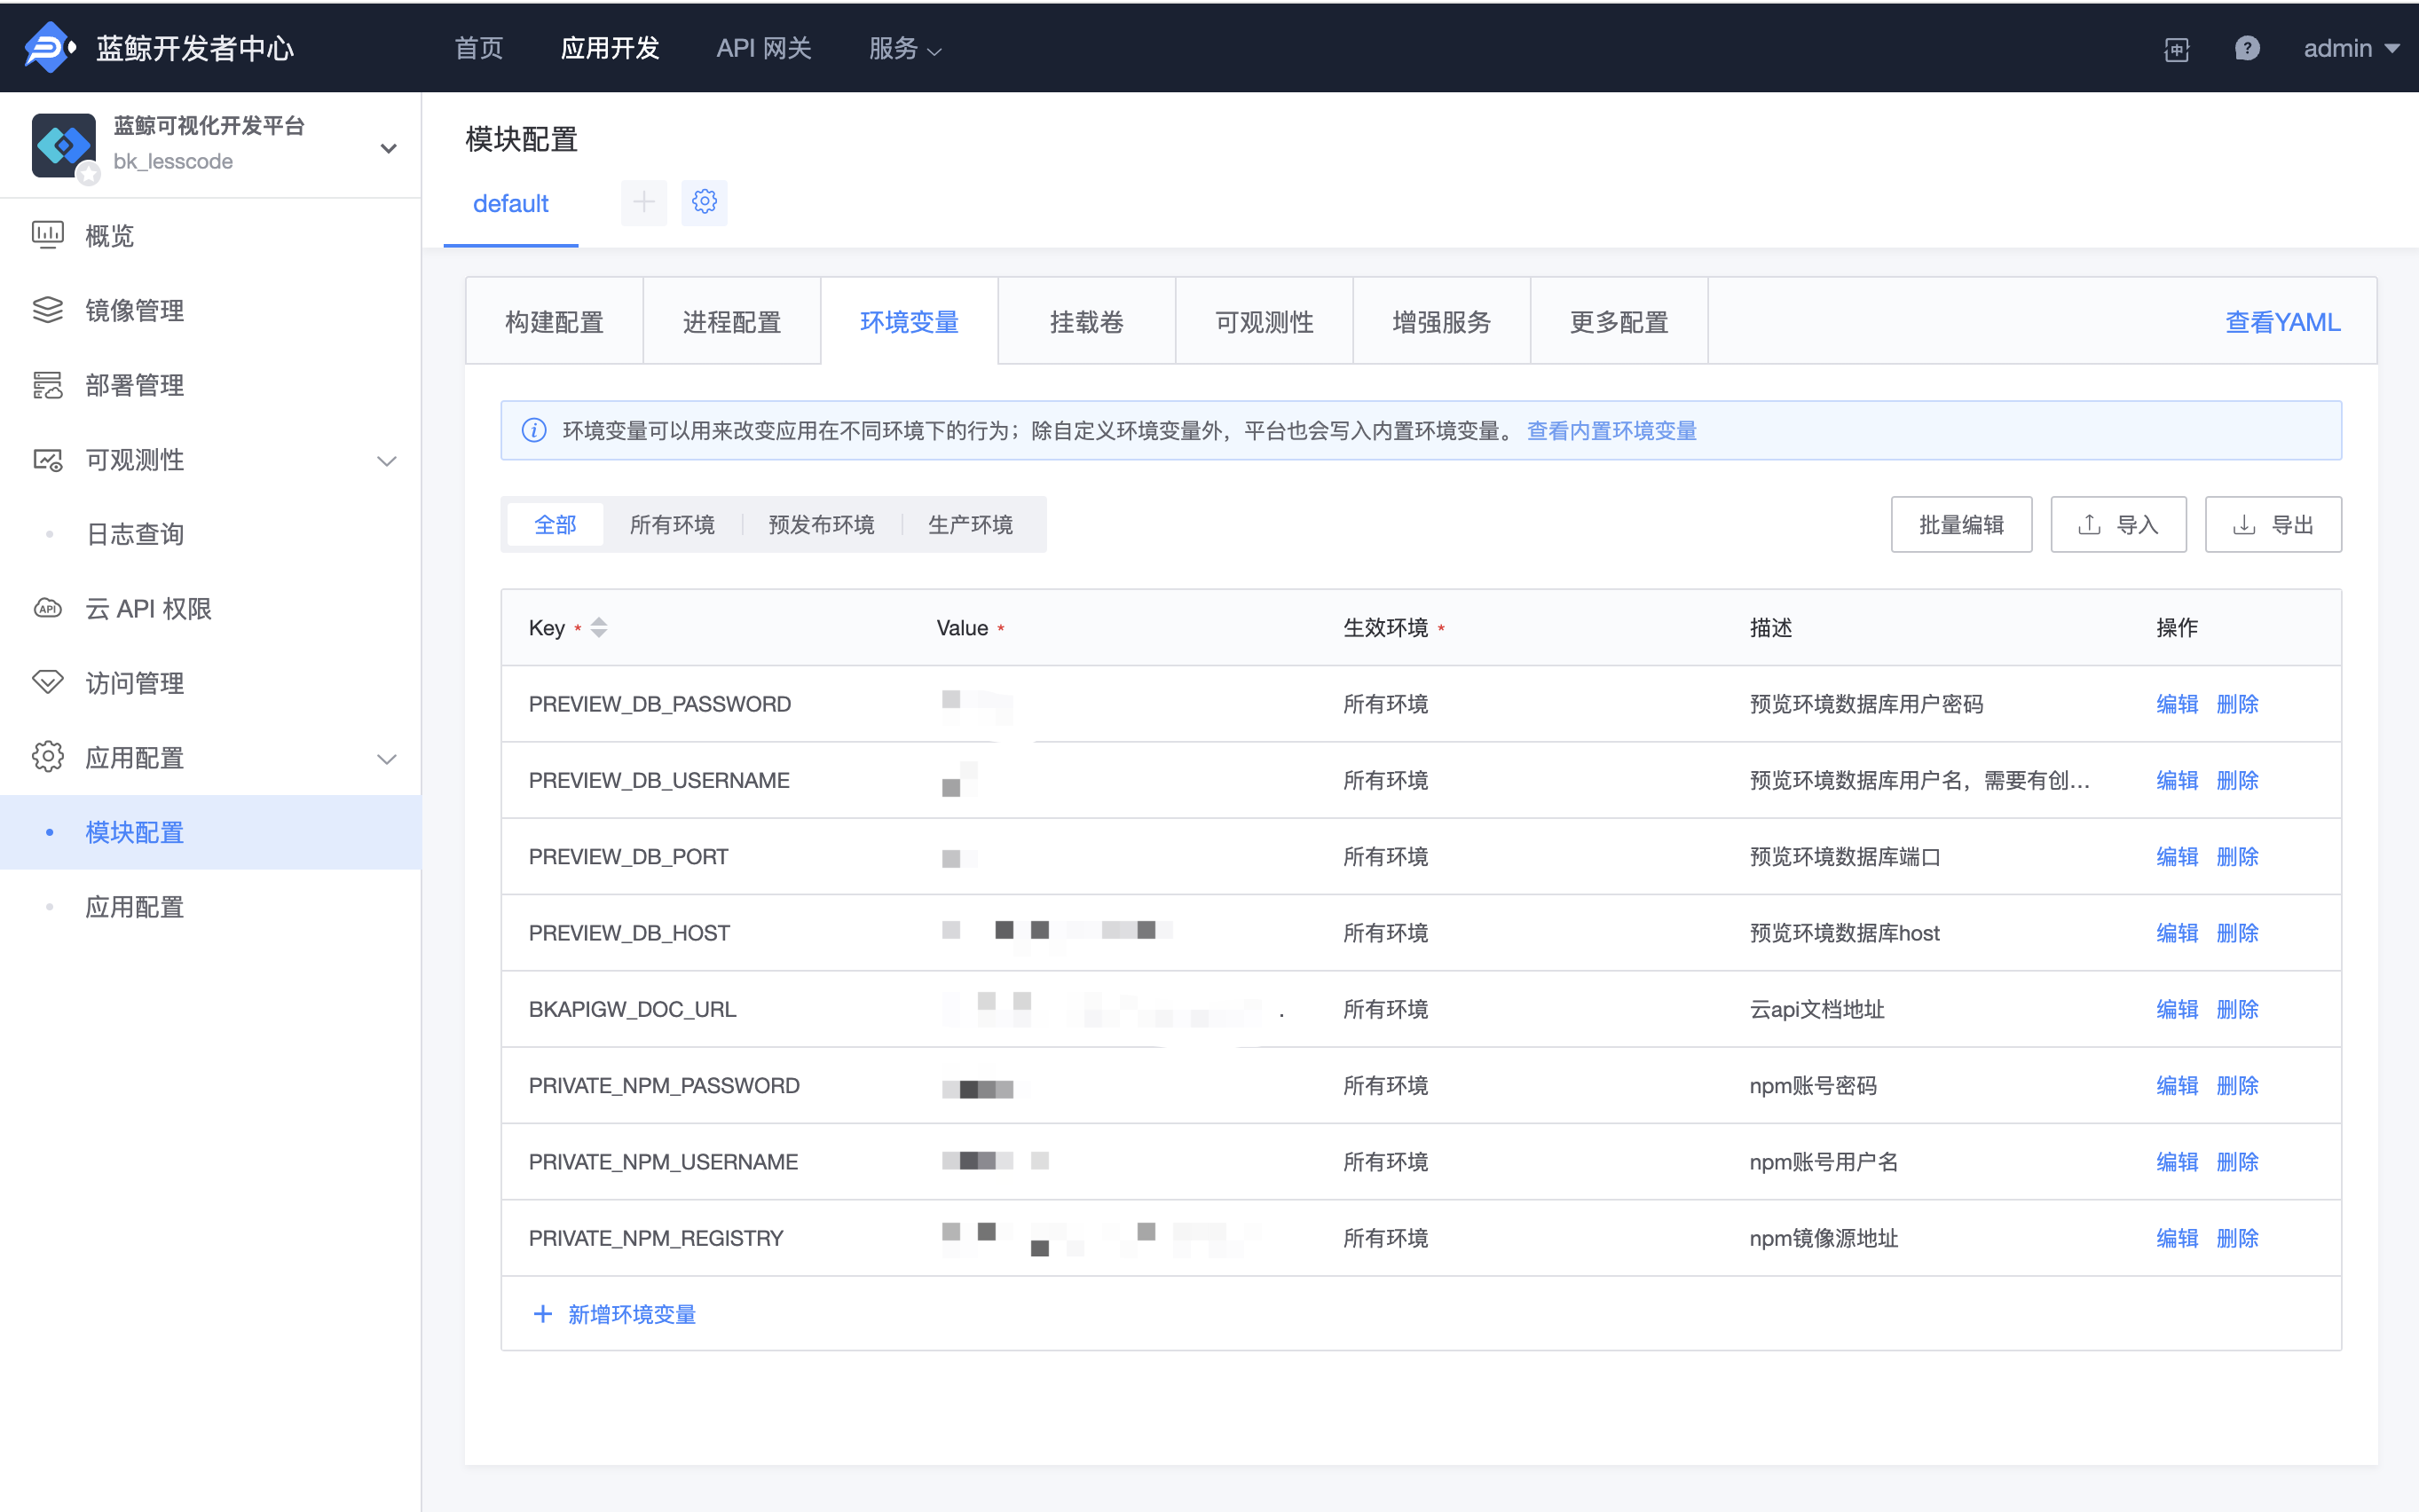 蓝鲸开发者中心 首页 应用开发 API 网关 服务 中 ? admin
蓝鲸可视化开发平台
bk_lesscode
概览
镜像管理
部署管理
可观测性
日志查询
API 云 API 权限
访问管理
应用配置
模块配置
应用配置
模块配置
default
构建配置 进程配置 环境变量 挂载卷 可观测性 增强服务 更多配置 查看YAML
环境变量可以用来改变应用在不同环境下的行为；除自定义环境变量外，平台也会写入内置环境变量。 查看内置环境变量
全部 所有环境 预发布环境 生产环境 批量编辑 导入 导出
Key * Value * 生效环境 * 描述 操作
PREVIEW_DB_PASSWORD 所有环境 预览环境数据库用户密码 编辑 删除
PREVIEW_DB_USERNAME 所有环境 预览环境数据库用户名，需要有创... 编辑 删除
PREVIEW_DB_PORT 所有环境 预览环境数据库端口 编辑 删除
PREVIEW_DB_HOST 所有环境 预览环境数据库host 编辑 删除
BKAPIGW_DOC_URL 所有环境 云api文档地址 编辑 删除
PRIVATE_NPM_PASSWORD 所有环境 npm账号密码 编辑 删除
PRIVATE_NPM_USERNAME 所有环境 npm账号用户名 编辑 删除
PRIVATE_NPM_REGISTRY 所有环境 npm镜像源地址 编辑 删除
+ 新增环境变量